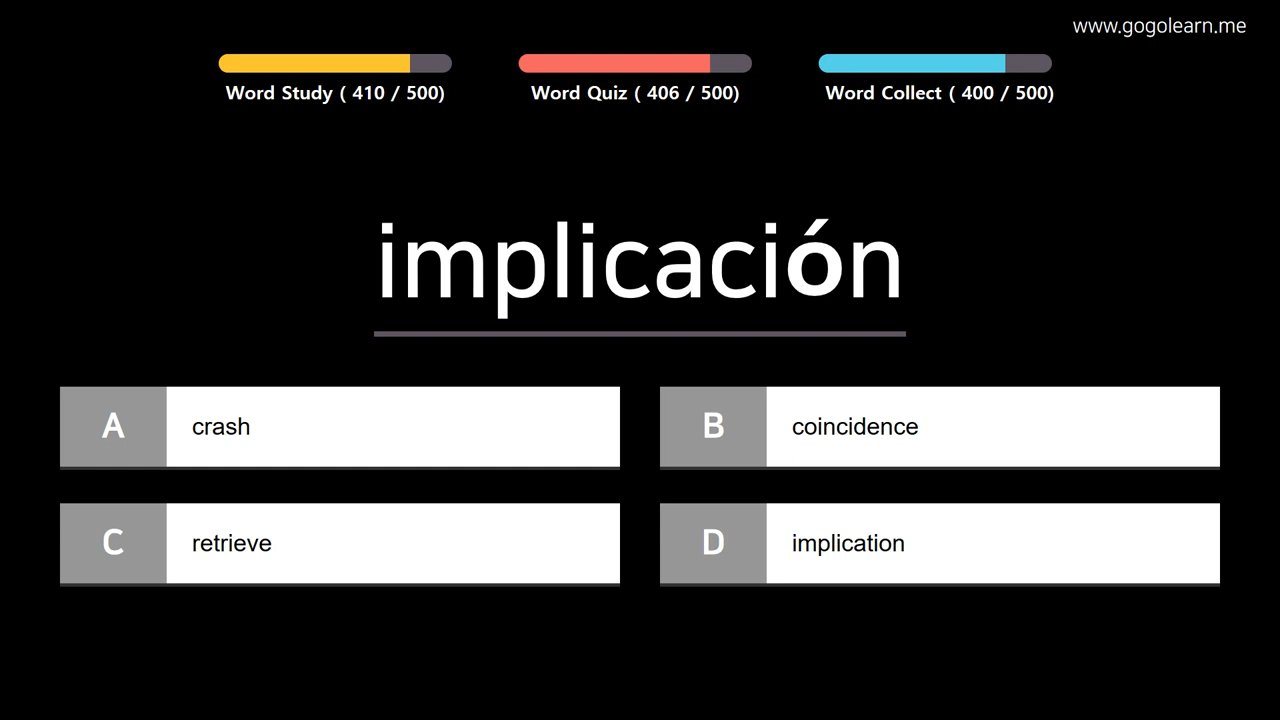 www.gogolearn.me
Word Study ( 410 / 500)
Word Quiz ( 406 / 500)
Word Collect ( 400 / 500)
implicación
A
crash
B
coincidence
C
retrieve
D
implication